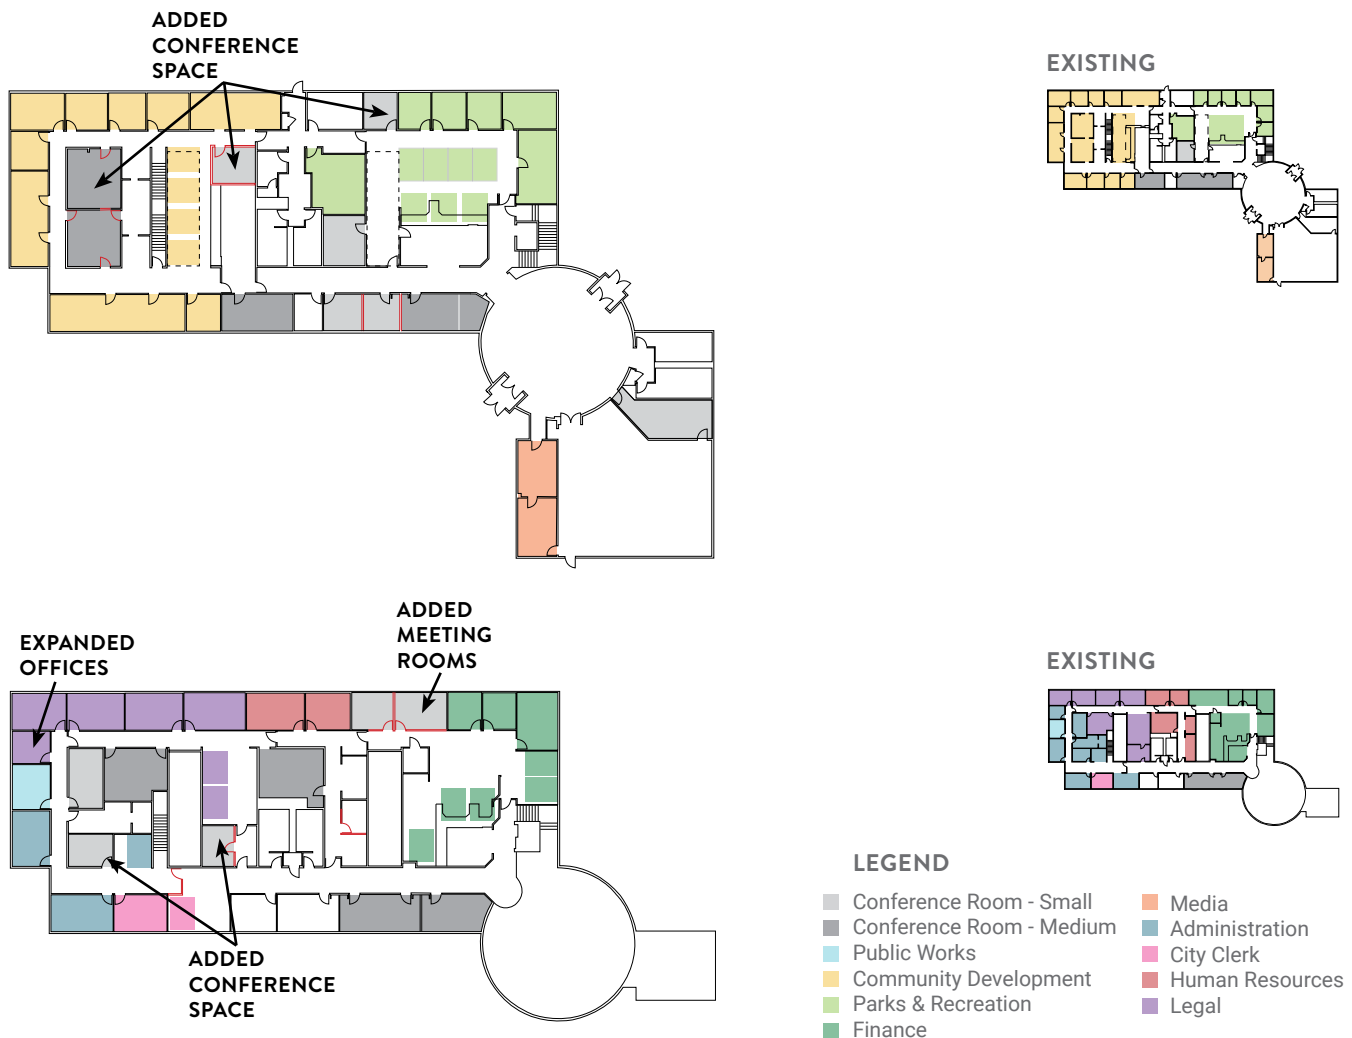 ADDED
CONFERENCE
SPACE
EXISTING
EXPANDED
OFFICES
ADDED
MEETING
ROOMS
EXISTING
ADDED
CONFERENCE
SPACE
LEGEND
Conference Room - Small
Conference Room - Medium
Public Works
Community Development
Parks & Recreation
Finance
Media
Administration
City Clerk
Human Resources
Legal